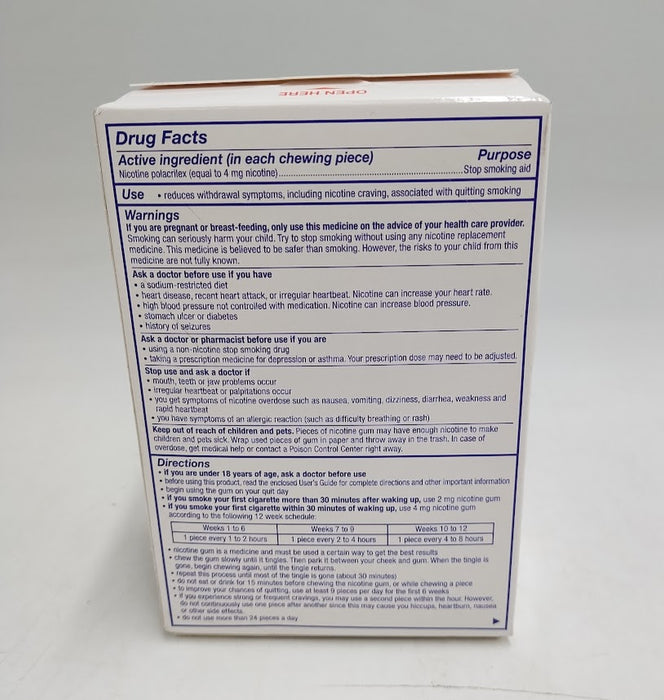 OPEN HERE
Drug Facts
Active ingredient (in each chewing piece) Purpose
Nicotine polacrilex (equal to 4 mg nicotine)........Stop smoking aid
Use • reduces withdrawal symptoms, including nicotine craving, associated with quitting smoking
Warnings
If you are pregnant or breast-feeding, only use this medicine on the advice of your health care provider.
Smoking can seriously harm your child. Try to stop smoking without using any nicotine replacement
medicine. This medicine is believed to be safer than smoking. However, the risks to your child from this
medicine are not fully known.
Ask a doctor before use if you have
• a sodium-restricted diet
• heart disease, recent heart attack, or irregular heartbeat. Nicotine can increase your heart rate.
• high blood pressure not controlled with medication. Nicotine can increase blood pressure.
• stomach ulcer or diabetes
• history of seizures
Ask a doctor or pharmacist before use if you are
• using a non-nicotine stop smoking drug
• taking a prescription medicine for depression or asthma. Your prescription dose may need to be adjusted.
Stop use and ask a doctor if
• mouth, teeth or jaw problems occur
• irregular heartbeat or palpitations occur
• you get symptoms of nicotine overdose such as nausea, vomiting, dizziness, diarrhea, weakness and
rapid heartbeat
• you have symptoms of an allergic reaction (such as difficulty breathing or rash)
Keep out of reach of children and pets. Pieces of nicotine gum may have enough nicotine to make
children and pets sick. Wrap used pieces of gum in paper and throw away in the trash. In case of
overdose, get medical help or contact a Poison Control Center right away.
Directions
• if you are under 18 years of age, ask a doctor before use
• before using this product, read the enclosed User's Guide for complete directions and other important information
• begin using the gum on your quit day
• if you smoke your first cigarette more than 30 minutes after waking up, use 2 mg nicotine gum
• if you smoke your first cigarette within 30 minutes of waking up, use 4 mg nicotine gum
according to the following 12 week schedule:
Weeks 1 to 6 Weeks 7 to 9 Weeks 10 to 12
1 piece every 1 to 2 hours 1 piece every 2 to 4 hours 1 piece every 4 to 8 hours
• nicotine gum is a medicine and must be used a certain way to get the best results
• chew the gum slowly until it tingles. Then park it between your cheek and gum. When the tingle is
gone, begin chewing again, until the tingle returns.
• repeat this process until most of the tingle is gone (about 30 minutes)
• do not eat or drink for 15 minutes before chewing the nicotine gum, or while chewing a piece
• to improve your chances of quitting, use at least 9 pieces per day for the first 6 weeks
• if you experience strong or frequent cravings, you may use a second piece within the hour. However,
do not continuously use one piece after another since this may cause you hiccups, heartburn, nausea
or other side effects.
• do not use more than 24 pieces a day